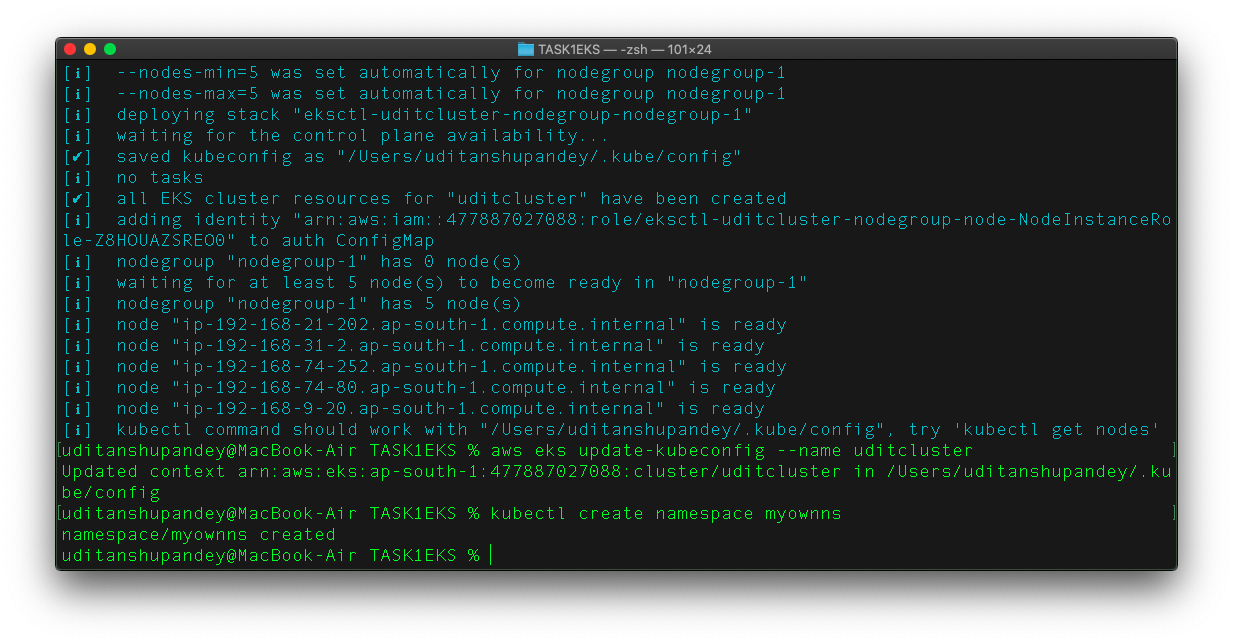 TASK1EKS — -zsh — 101×24
[ℹ]  --nodes-min=5 was set automatically for nodegroup nodegroup-1
[ℹ]  --nodes-max=5 was set automatically for nodegroup nodegroup-1
[ℹ]  deploying stack "eksctl-uditcluster-nodegroup-nodegroup-1"
[ℹ]  waiting for the control plane availability...
[✔]  saved kubeconfig as "/Users/uditanshupandey/.kube/config"
[ℹ]  no tasks
[✔]  all EKS cluster resources for "uditcluster" have been created
[ℹ]  adding identity "arn:aws:iam::477887027088:role/eksctl-uditcluster-nodegroup-node-NodeInstanceRo
le-Z8HOUAZSREO0" to auth ConfigMap
[ℹ]  nodegroup "nodegroup-1" has 0 node(s)
[ℹ]  waiting for at least 5 node(s) to become ready in "nodegroup-1"
[ℹ]  nodegroup "nodegroup-1" has 5 node(s)
[ℹ]  node "ip-192-168-21-202.ap-south-1.compute.internal" is ready
[ℹ]  node "ip-192-168-31-2.ap-south-1.compute.internal" is ready
[ℹ]  node "ip-192-168-74-252.ap-south-1.compute.internal" is ready
[ℹ]  node "ip-192-168-74-80.ap-south-1.compute.internal" is ready
[ℹ]  node "ip-192-168-9-20.ap-south-1.compute.internal" is ready
[ℹ]  kubectl command should work with "/Users/uditanshupandey/.kube/config", try 'kubectl get nodes'
[uditanshupandey@MacBook-Air TASK1EKS % aws eks update-kubeconfig --name uditcluster ]
Updated context arn:aws:eks:ap-south-1:477887027088:cluster/uditcluster in /Users/uditanshupandey/.ku
be/config
[uditanshupandey@MacBook-Air TASK1EKS % kubectl create namespace myownns ]
namespace/myownns created
uditanshupandey@MacBook-Air TASK1EKS %